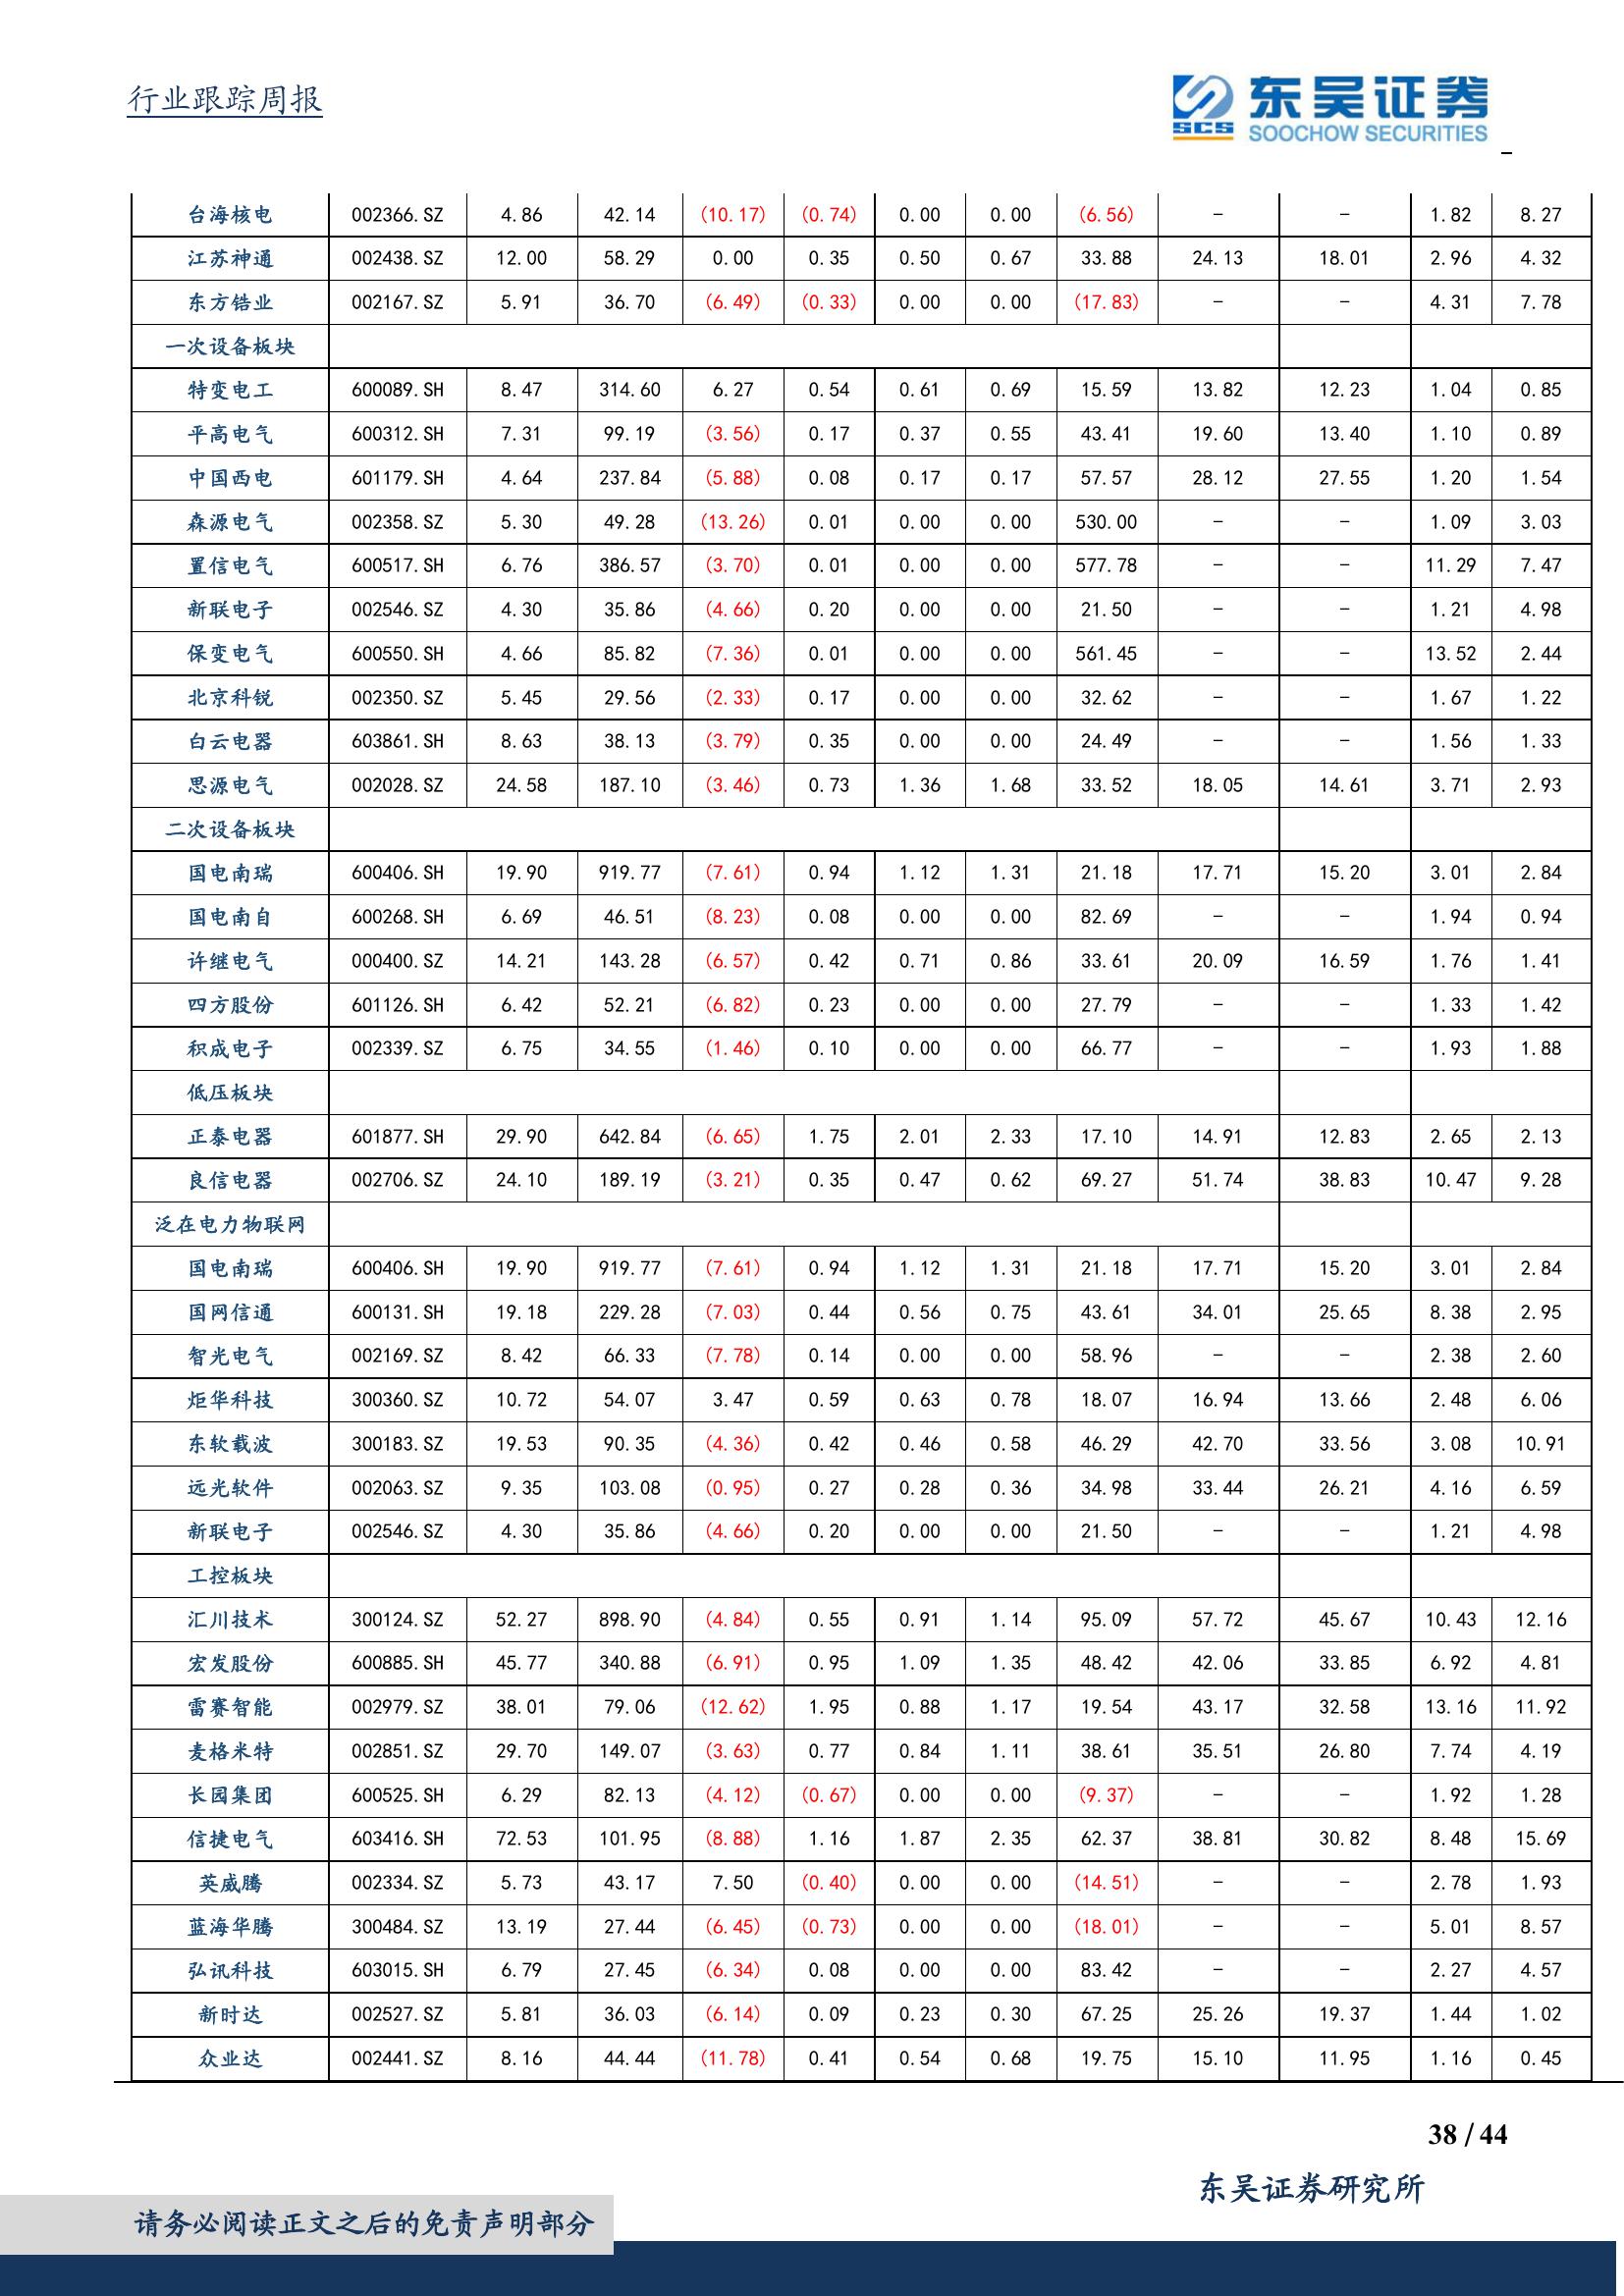 行业跟踪周报
东吴证券
SCS
SOOCHOW SECURITIES
台海核电 002366.SZ 4.86 42.14 (10.17) (0.74) 0.00 0.00 (6.56) - - 1.82 8.27
江苏神通 002438.SZ 12.00 58.29 0.00 0.35 0.50 0.67 33.88 24.13 18.01 2.96 4.32
东方锆业 002167.SZ 5.91 36.70 (6.49) (0.33) 0.00 0.00 (17.83) - - 4.31 7.78
一次设备板块
特变电工 600089.SH 8.47 314.60 6.27 0.54 0.61 0.69 15.59 13.82 12.23 1.04 0.85
平高电气 600312.SH 7.31 99.19 (3.56) 0.17 0.37 0.55 43.41 19.60 13.40 1.10 0.89
中国西电 601179.SH 4.64 237.84 (5.88) 0.08 0.17 0.17 57.57 28.12 27.55 1.20 1.54
森源电气 002358.SZ 5.30 49.28 (13.26) 0.01 0.00 0.00 530.00 - - 1.09 3.03
置信电气 600517.SH 6.76 386.57 (3.70) 0.01 0.00 0.00 577.78 - - 11.29 7.47
新联电子 002546.SZ 4.30 35.86 (4.66) 0.20 0.00 0.00 21.50 - - 1.21 4.98
保变电气 600550.SH 4.66 85.82 (7.36) 0.01 0.00 0.00 561.45 - - 13.52 2.44
北京科锐 002350.SZ 5.45 29.56 (2.33) 0.17 0.00 0.00 32.62 - - 1.67 1.22
白云电器 603861.SH 8.63 38.13 (3.79) 0.35 0.00 0.00 24.49 - - 1.56 1.33
思源电气 002028.SZ 24.58 187.10 (3.46) 0.73 1.36 1.68 33.52 18.05 14.61 3.71 2.93
二次设备板块
国电南瑞 600406.SH 19.90 919.77 (7.61) 0.94 1.12 1.31 21.18 17.71 15.20 3.01 2.84
国电南自 600268.SH 6.69 46.51 (8.23) 0.08 0.00 0.00 82.69 - - 1.94 0.94
许继电气 000400.SZ 14.21 143.28 (6.57) 0.42 0.71 0.86 33.61 20.09 16.59 1.76 1.41
四方股份 601126.SH 6.42 52.21 (6.82) 0.23 0.00 0.00 27.79 - - 1.33 1.42
积成电子 002339.SZ 6.75 34.55 (1.46) 0.10 0.00 0.00 66.77 - - 1.93 1.88
低压板块
正泰电器 601877.SH 29.90 642.84 (6.65) 1.75 2.01 2.33 17.10 14.91 12.83 2.65 2.13
良信电器 002706.SZ 24.10 189.19 (3.21) 0.35 0.47 0.62 69.27 51.74 38.83 10.47 9.28
泛在电力物联网
国电南瑞 600406.SH 19.90 919.77 (7.61) 0.94 1.12 1.31 21.18 17.71 15.20 3.01 2.84
国网信通 600131.SH 19.18 229.28 (7.03) 0.44 0.56 0.75 43.61 34.01 25.65 8.38 2.95
智光电气 002169.SZ 8.42 66.33 (7.78) 0.14 0.00 0.00 58.96 - - 2.38 2.60
炬华科技 300360.SZ 10.72 54.07 3.47 0.59 0.63 0.78 18.07 16.94 13.66 2.48 6.06
东软载波 300183.SZ 19.53 90.35 (4.36) 0.42 0.46 0.58 46.29 42.70 33.56 3.08 10.91
远光软件 002063.SZ 9.35 103.08 (0.95) 0.27 0.28 0.36 34.98 33.44 26.21 4.16 6.59
新联电子 002546.SZ 4.30 35.86 (4.66) 0.20 0.00 0.00 21.50 - - 1.21 4.98
工控板块
汇川技术 300124.SZ 52.27 898.90 (4.84) 0.55 0.91 1.14 95.09 57.72 45.67 10.43 12.16
宏发股份 600885.SH 45.77 340.88 (6.91) 0.95 1.09 1.35 48.42 42.06 33.85 6.92 4.81
雷赛智能 002979.SZ 38.01 79.06 (12.62) 1.95 0.88 1.17 19.54 43.17 32.58 13.16 11.92
麦格米特 002851.SZ 29.70 149.07 (3.63) 0.77 0.84 1.11 38.61 35.51 26.80 7.74 4.19
长园集团 600525.SH 6.29 82.13 (4.12) (0.67) 0.00 0.00 (9.37) - - 1.92 1.28
信捷电气 603416.SH 72.53 101.95 (8.88) 1.16 1.87 2.35 62.37 38.81 30.82 8.48 15.69
英威腾 002334.SZ 5.73 43.17 7.50 (0.40) 0.00 0.00 (14.51) - - 2.78 1.93
蓝海华腾 300484.SZ 13.19 27.44 (6.45) (0.73) 0.00 0.00 (18.01) - - 5.01 8.57
弘讯科技 603015.SH 6.79 27.45 (6.34) 0.08 0.00 0.00 83.42 - - 2.27 4.57
新时达 002527.SZ 5.81 36.03 (6.14) 0.09 0.23 0.30 67.25 25.26 19.37 1.44 1.02
众业达 002441.SZ 8.16 44.44 (11.78) 0.41 0.54 0.68 19.75 15.10 11.95 1.16 0.45
38 / 44
东吴证券研究所
请务必阅读正文之后的免责声明部分